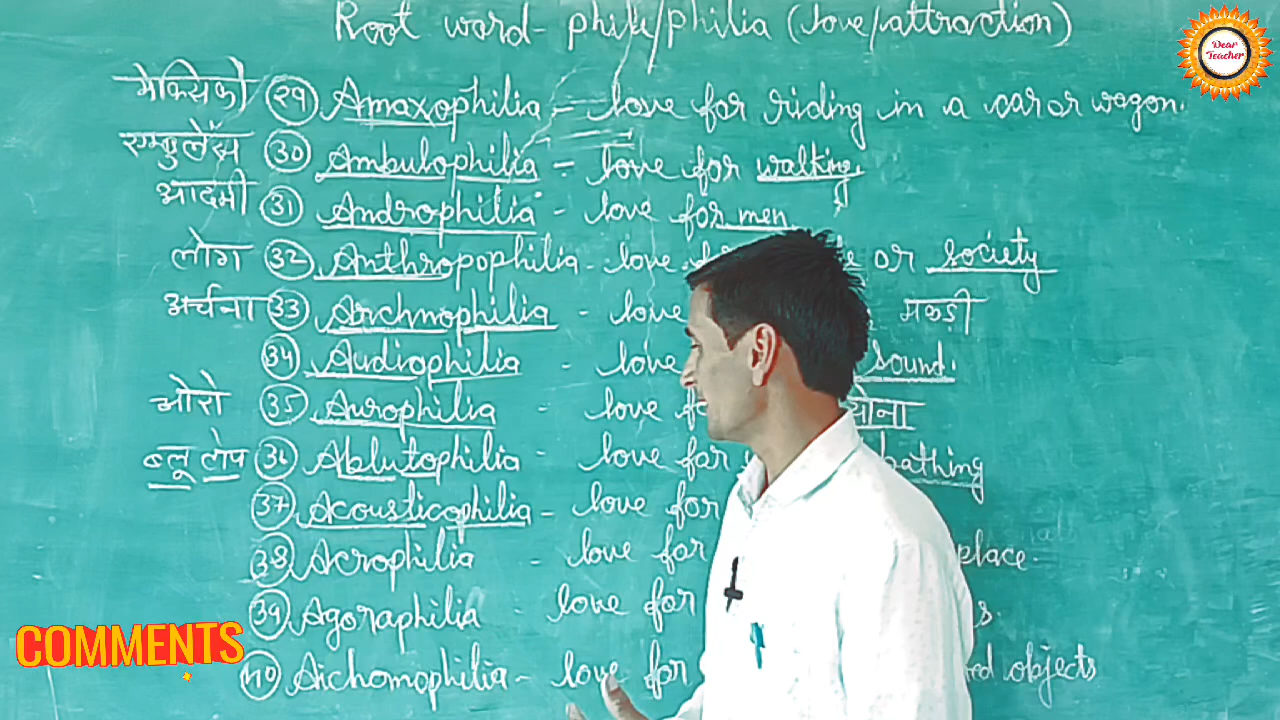 Root word- phile/philia (love/attraction)
Dear Teacher
मेक्सिको 29 Amaxophilia - love for riding in a car or wagon.
एम्बुलेंस 30 Ambulophilia - love for walking.
आदमी 31 Androphilia - love for men
लोग 32 Anthropophilia - love or society
अर्चना 33 Archnophilia - love मकड़ी
34 Audiophilia - love sound.
ओरो 35 Aurophilia - love सोना
ब्लू टोप 36 Ablutophilia - love for bathing
37 Acousticophilia - love for
38 Acrophilia - love for place.
39 Agoraphilia - love for
40 Aichomophilia - love for objects
COMMENTS